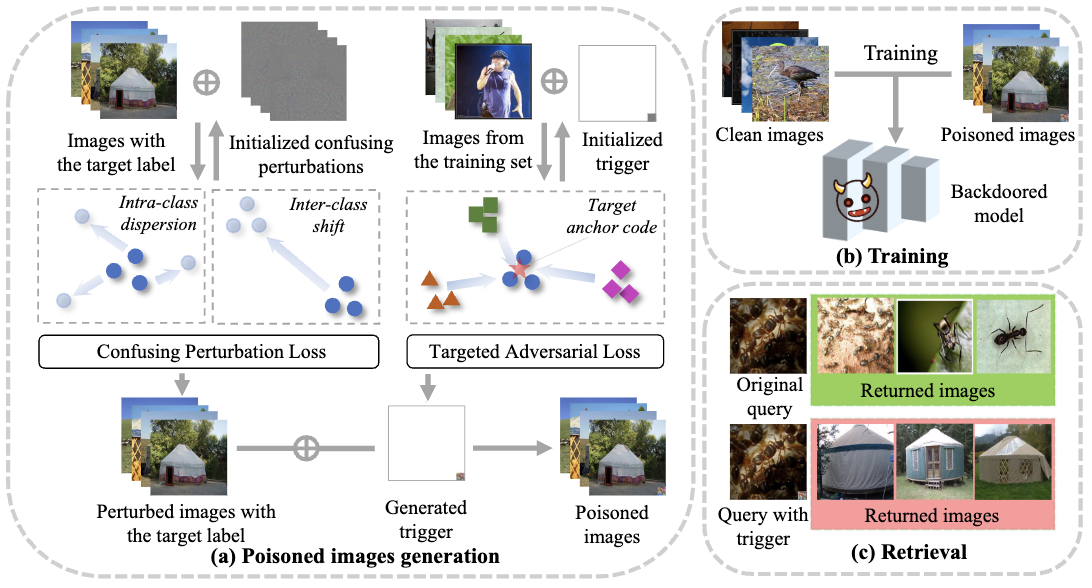 Images with
the target label
Initialized confusing
perturbations
Images from
the training set
Initialized
trigger
Intra-class
dispersion
Inter-class
shift
Target
anchor code
Confusing Perturbation Loss
Targeted Adversarial Loss
Perturbed images with
the target label
Generated
trigger
Poisoned
images
(a) Poisoned images generation
Training
Clean images
Poisoned images
Backdoored
model
(b) Training
Original
query
Returned images
Query with
trigger
Returned images
(c) Retrieval